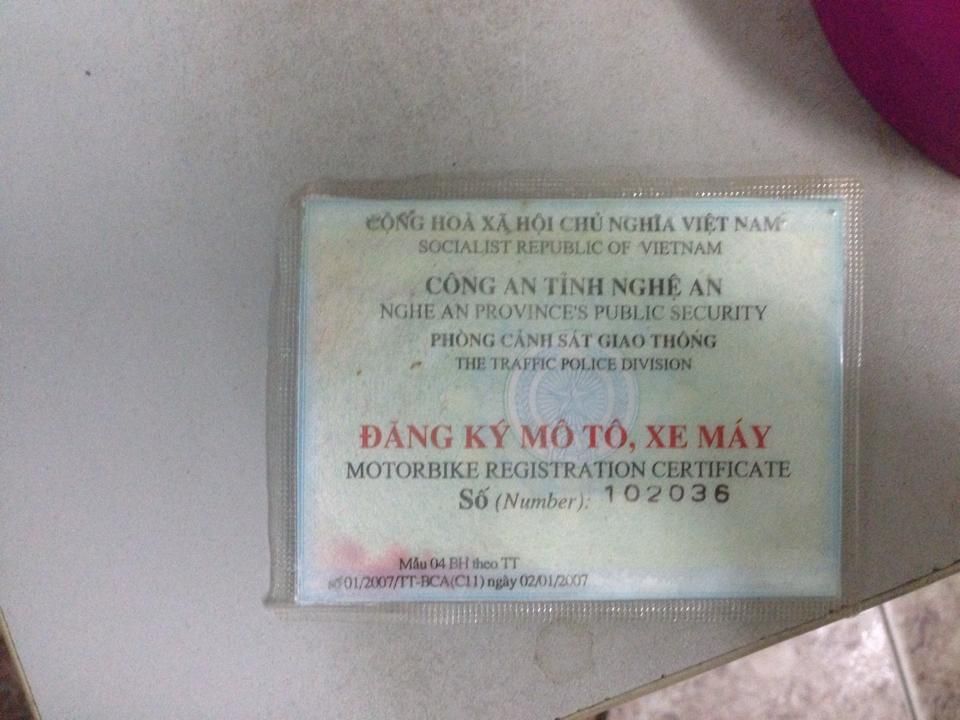 CỘNG HOÀ XÃ HỘI CHỦ NGHĨA VIỆT NAM
SOCIALIST REPUBLIC OF VIETNAM
CÔNG AN TỈNH NGHỆ AN
NGHE AN PROVINCE'S PUBLIC SECURITY
PHÒNG CẢNH SÁT GIAO THÔNG
THE TRAFFIC POLICE DIVISION
ĐĂNG KÝ MÔ TÔ, XE MÁY
MOTORBIKE REGISTRATION CERTIFICATE
Số (Number): 102036
Mẫu 04 BH theo TT
số 01/2007/TT-BCA(C11) ngày 02/01/2007